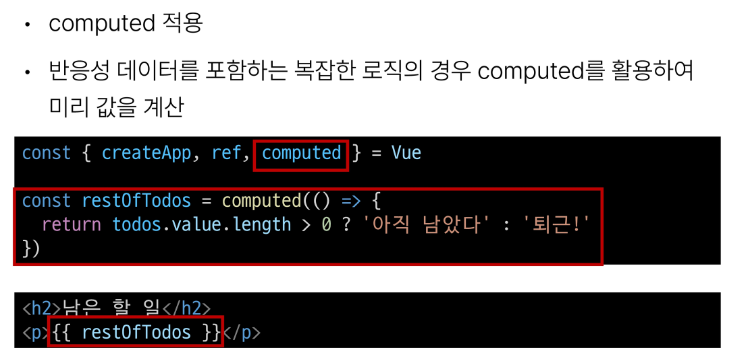 • computed 적용
• 반응성 데이터를 포함하는 복잡한 로직의 경우 computed를 활용하여
미리 값을 계산
const { createApp, ref, computed } = Vue
const restOfTodos = computed(() => {
  return todos.value.length > 0 ? '아직 남았다' : '퇴근!'
})
<h2>남은 할 일</h2>
<p>{{ restOfTodos }}</p>